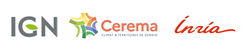 IGN
Cerema
CLIMAT & TERRITOIRES DE DEMAIN
Inria